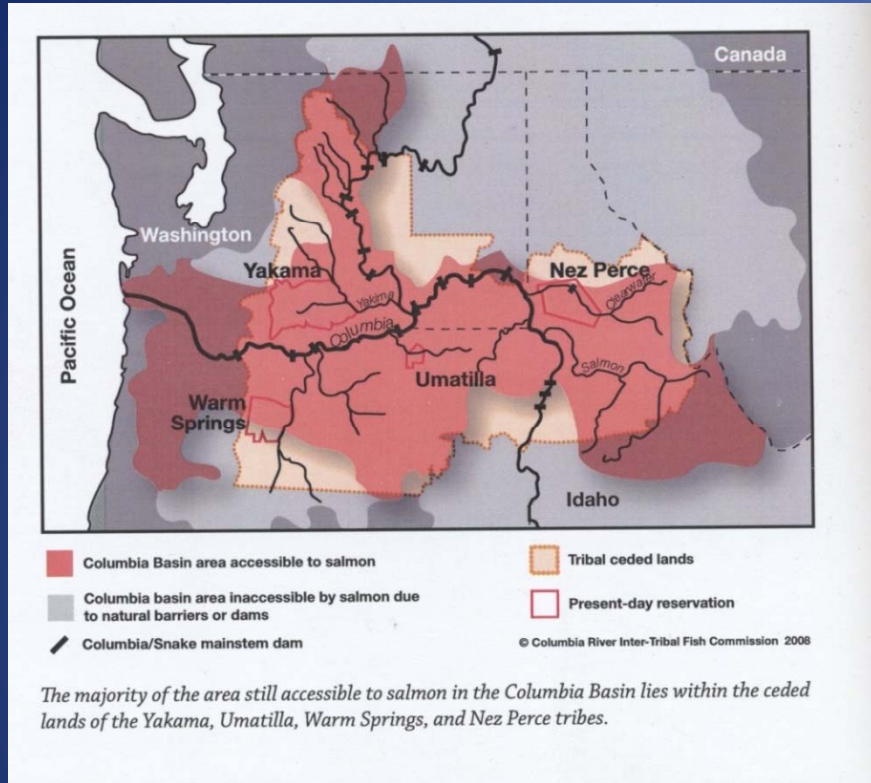 Canada
Washington
Pacific Ocean
Yakama
Nez Perce
Clearwater
Yakima
Columbia
Salmon
Umatilla
Warm
Springs
Idaho
Columbia Basin area accessible to salmon
Columbia basin area inaccessible by salmon due
to natural barriers or dams
Columbia/Snake mainstem dam
Tribal ceded lands
Present-day reservation
© Columbia River Inter-Tribal Fish Commission 2008
The majority of the area still accessible to salmon in the Columbia Basin lies within the ceded
lands of the Yakama, Umatilla, Warm Springs, and Nez Perce tribes.